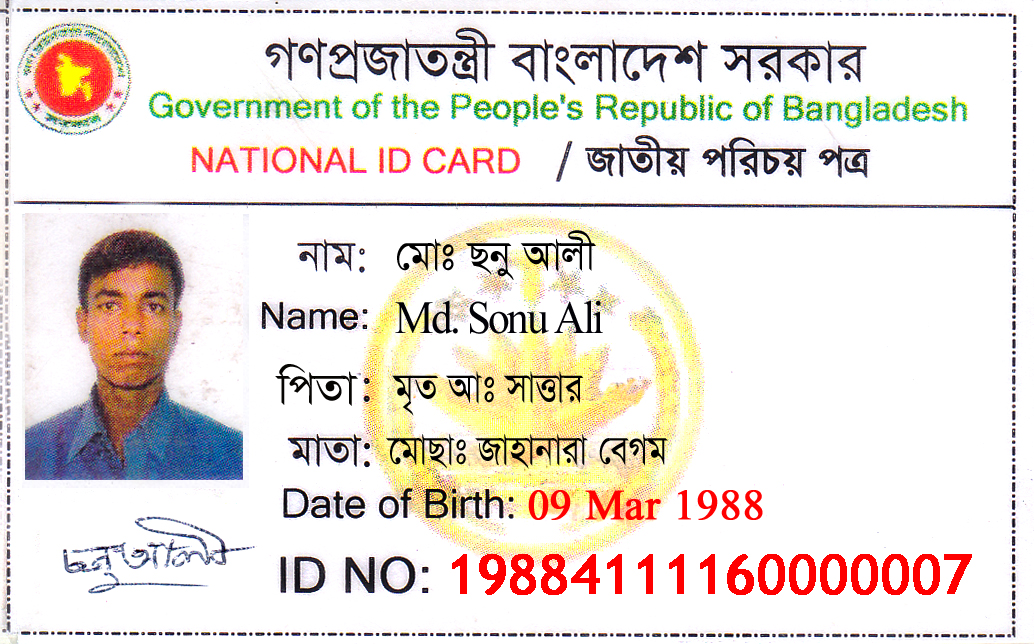 গণপ্রজাতন্ত্রী বাংলাদেশ সরকার
Government of the People's Republic of Bangladesh
NATIONAL ID CARD / জাতীয় পরিচয় পত্র
নাম: মোঃ ছনু আলী
Name: Md. Sonu Ali
পিতা: মৃত আঃ সাত্তার
মাতা: মোছাঃ জাহানারা বেগম
Date of Birth: 09 Mar 1988
ছনু আলী
ID NO: 19884111160000007